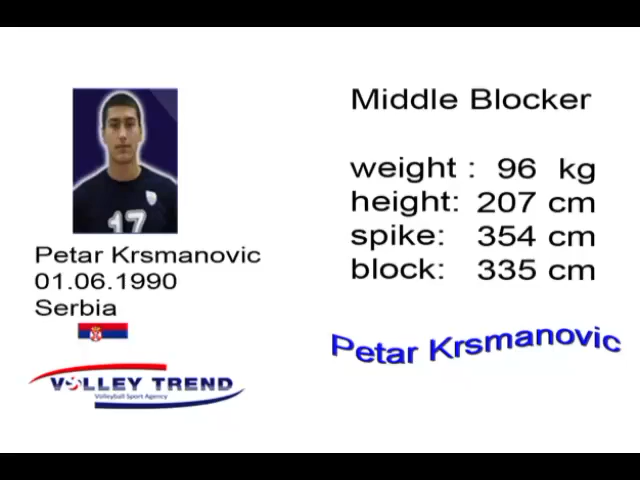 17
Petar Krsmanovic
01.06.1990
Serbia
VOLLEY TREND
Volleyball Sport Agency
Middle Blocker
weight : 96 kg
height: 207 cm
spike: 354 cm
block: 335 cm
Petar Krsmanovic